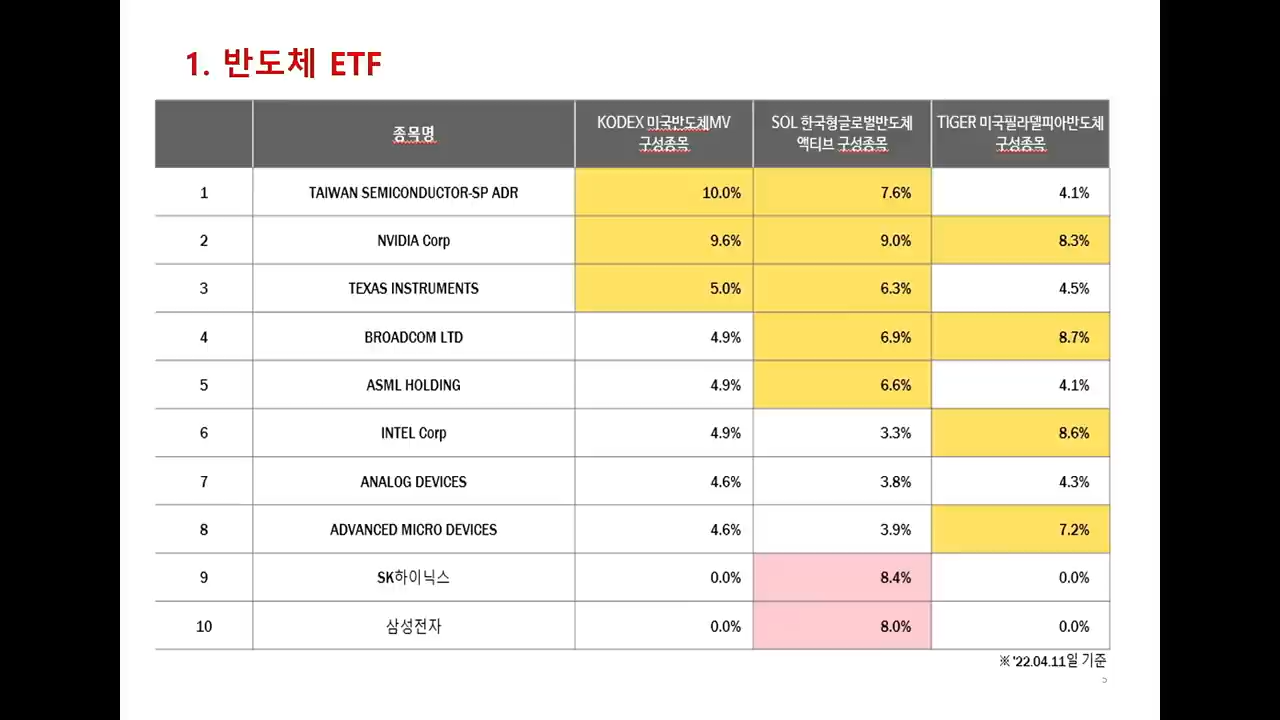 1. 반도체 ETF
종목명
KODEX 미국반도체MV
구성종목
SOL 한국형글로벌반도체
액티브 구성종목
TIGER 미국필라델피아반도체
구성종목
1 TAIWAN SEMICONDUCTOR-SP ADR 10.0% 7.6% 4.1%
2 NVIDIA Corp 9.6% 9.0% 8.3%
3 TEXAS INSTRUMENTS 5.0% 6.3% 4.5%
4 BROADCOM LTD 4.9% 6.9% 8.7%
5 ASML HOLDING 4.9% 6.6% 4.1%
6 INTEL Corp 4.9% 3.3% 8.6%
7 ANALOG DEVICES 4.6% 3.8% 4.3%
8 ADVANCED MICRO DEVICES 4.6% 3.9% 7.2%
9 SK하이닉스 0.0% 8.4% 0.0%
10 삼성전자 0.0% 8.0% 0.0%
※ '22.04.11일 기준
5